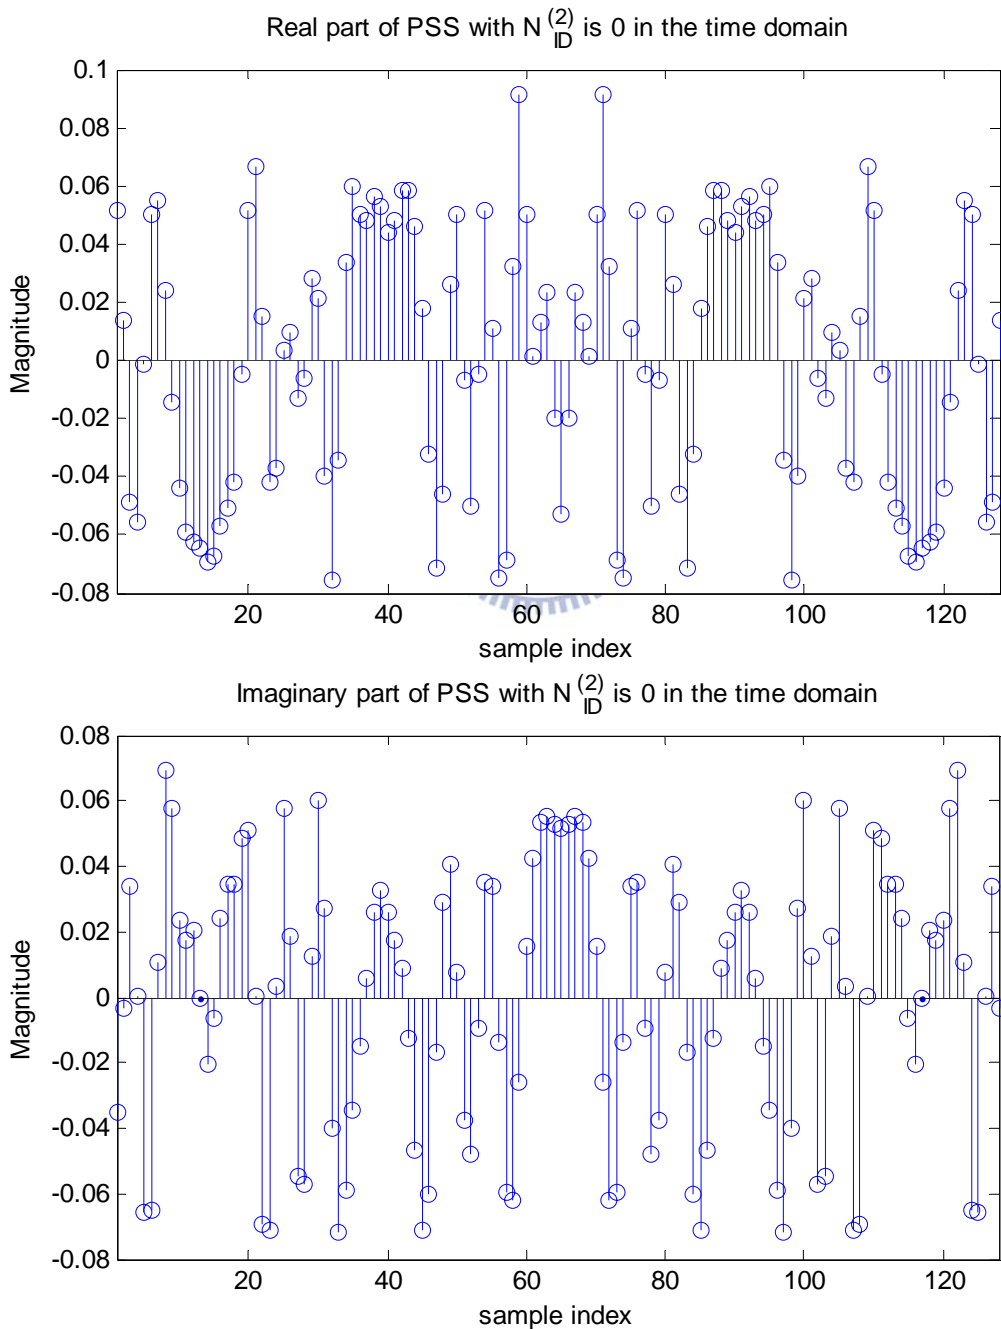 Real part of PSS with N (2) ID is 0 in the time domain
0.1
0.08
0.06
0.04
0.02
0
-0.02
-0.04
-0.06
-0.08
Magnitude
20 40 60 80 100 120
sample index
Imaginary part of PSS with N (2) ID is 0 in the time domain
0.08
0.06
0.04
0.02
0
-0.02
-0.04
-0.06
-0.08
Magnitude
20 40 60 80 100 120
sample index